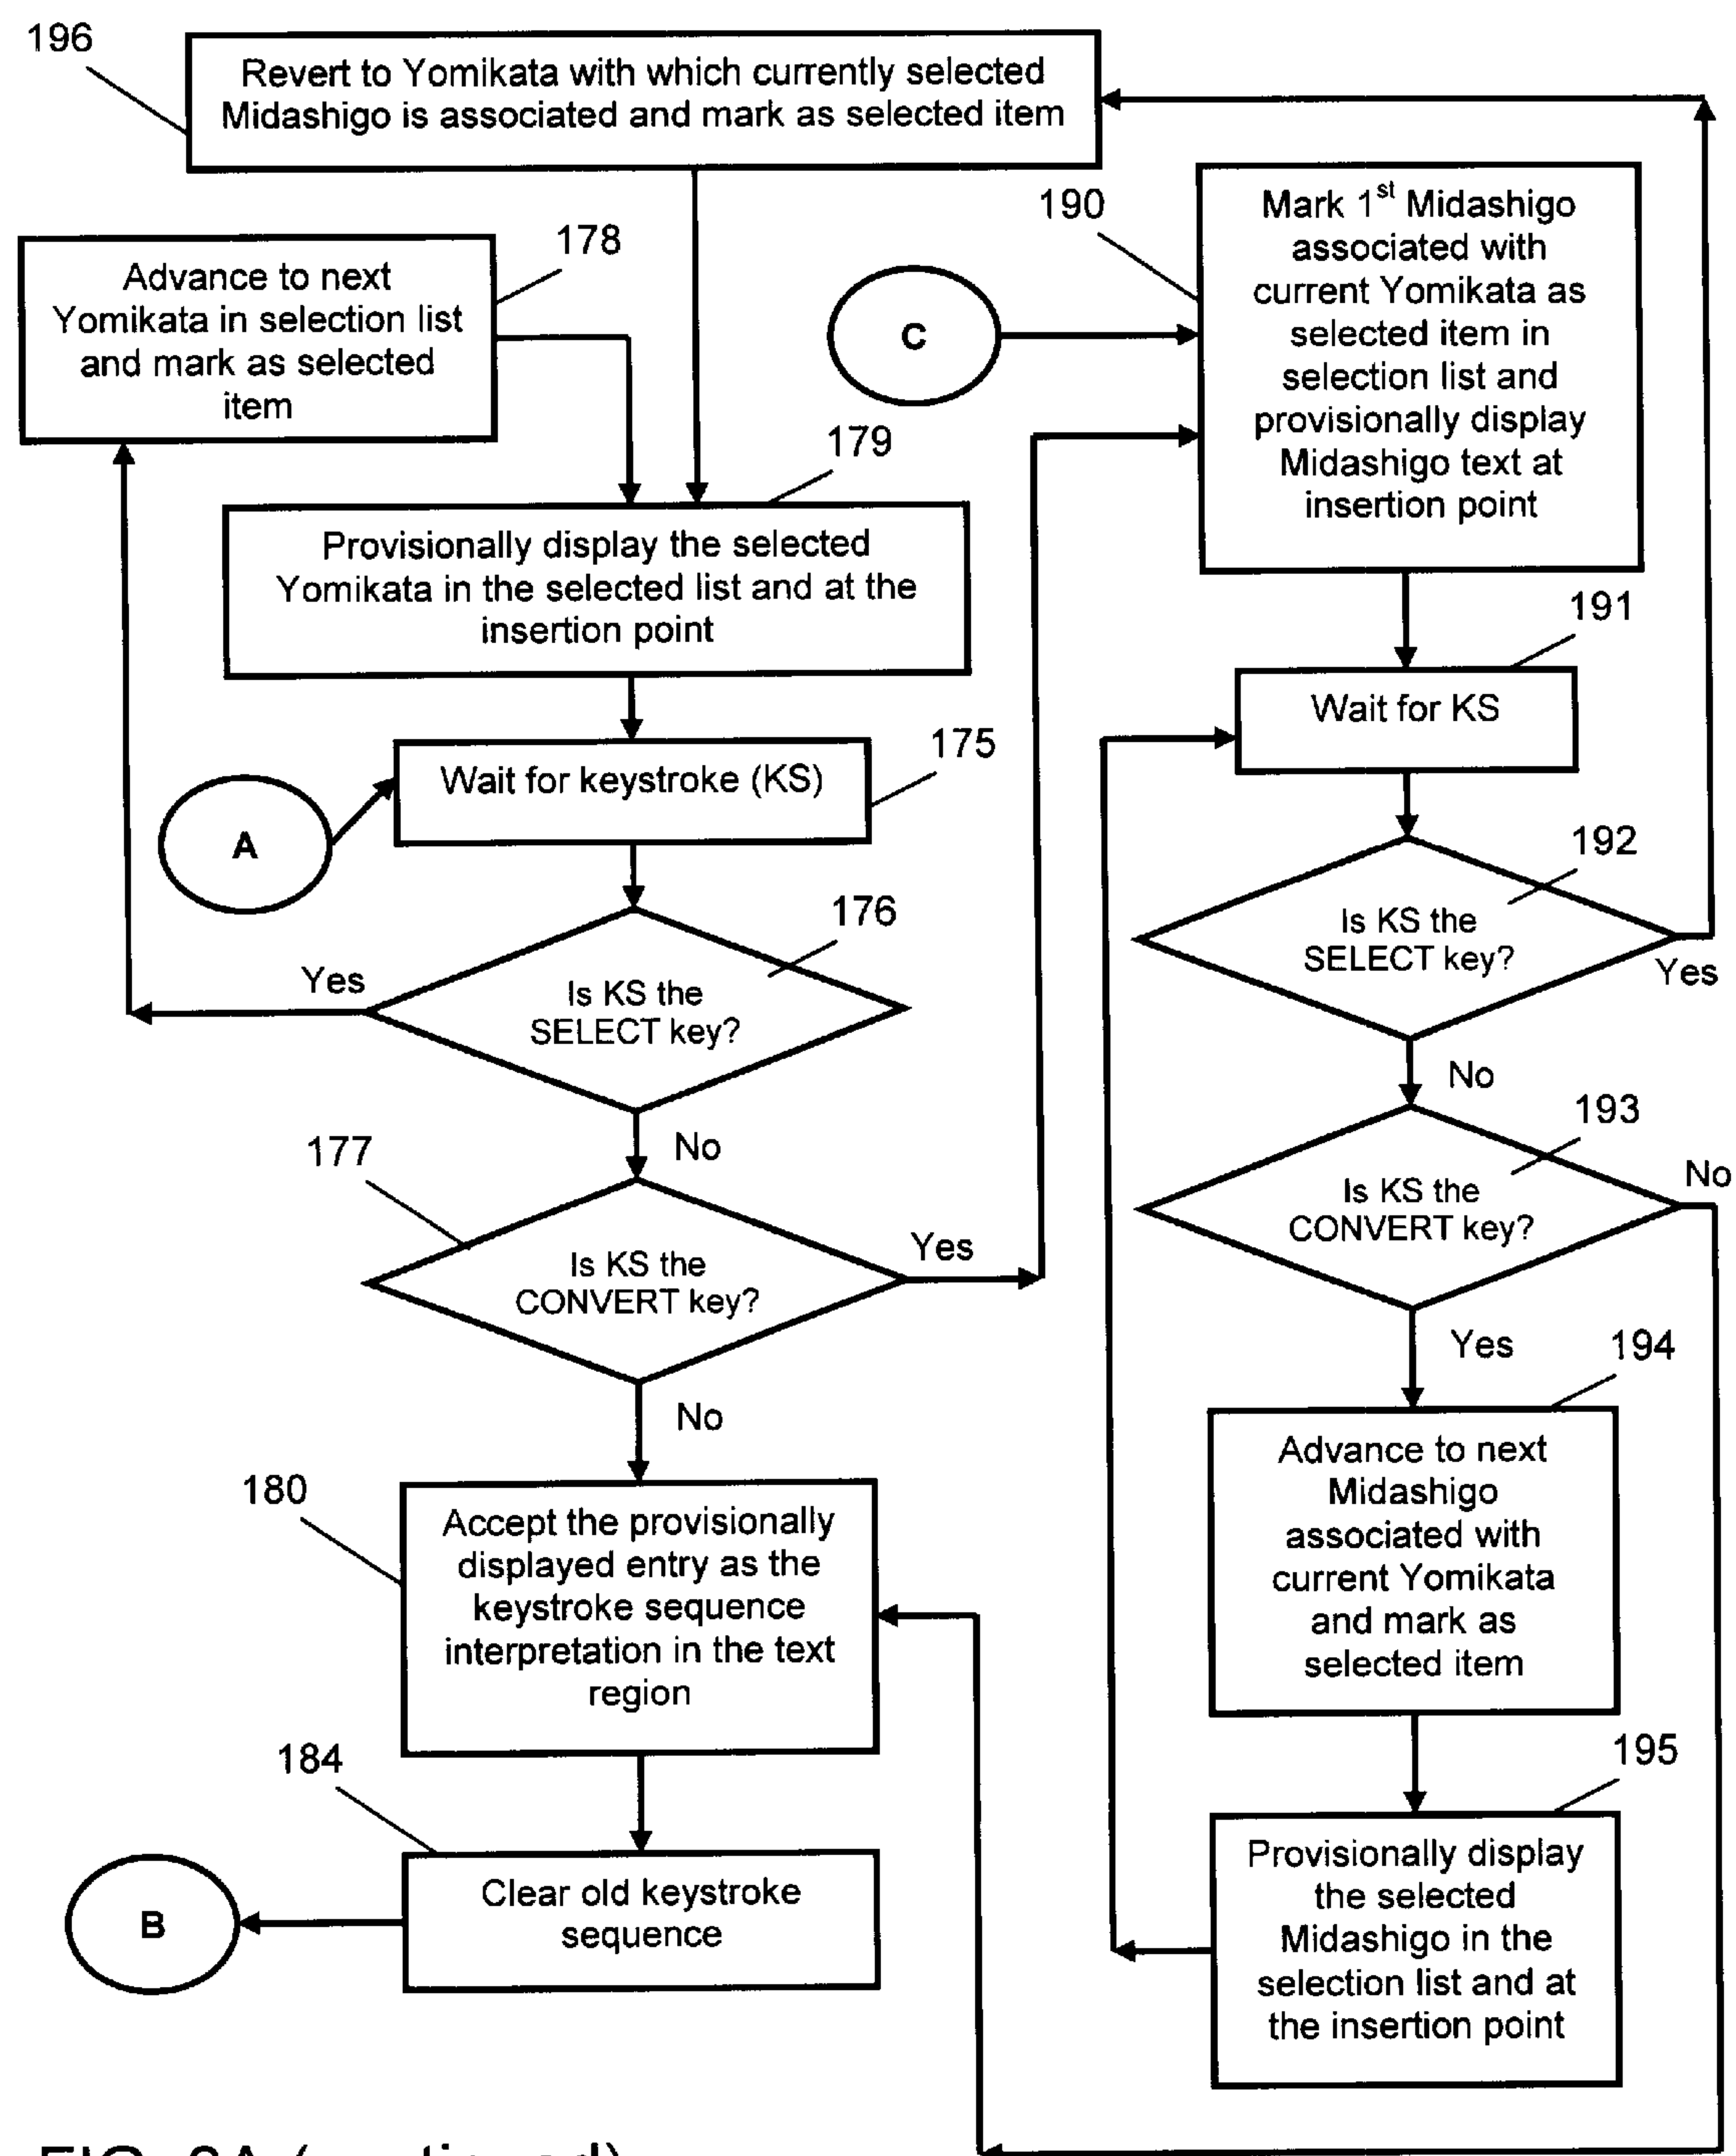 196
Revert to Yomikata with which currently selected
Midashigo is associated and mark as selected item
178
Advance to next
Yomikata in selection list
and mark as selected
item
179
Provisionally display the selected
Yomikata in the selected list and at the
insertion point
175
Wait for keystroke (KS)
A
176
Is KS the
SELECT key?
Yes
No
177
Is KS the
CONVERT key?
Yes
No
180
Accept the provisionally
displayed entry as the
keystroke sequence
interpretation in the text
region
184
Clear old keystroke
sequence
B
C
190
Mark 1st Midashigo
associated with
current Yomikata as
selected item in
selection list and
provisionally display
Midashigo text at
insertion point
191
Wait for KS
192
Is KS the
SELECT key?
Yes
No
193
Is KS the
CONVERT key?
No
Yes
194
Advance to next
Midashigo
associated with
current Yomikata
and mark as
selected item
195
Provisionally display
the selected
Midashigo in the
selection list and at
the insertion point